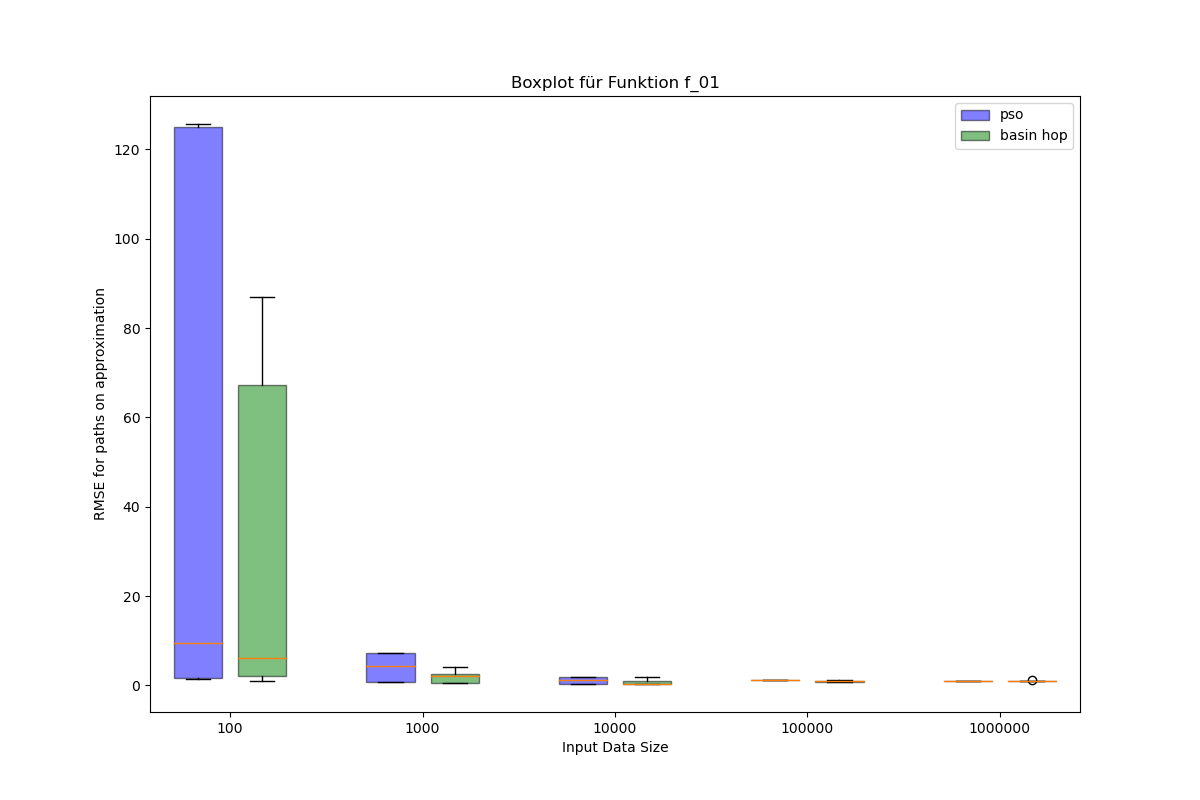 Boxplot für Funktion f_01
pso
basin hop
RMSE for paths on approximation
120
100
80
60
40
20
0
100
1000
10000
100000
1000000
Input Data Size